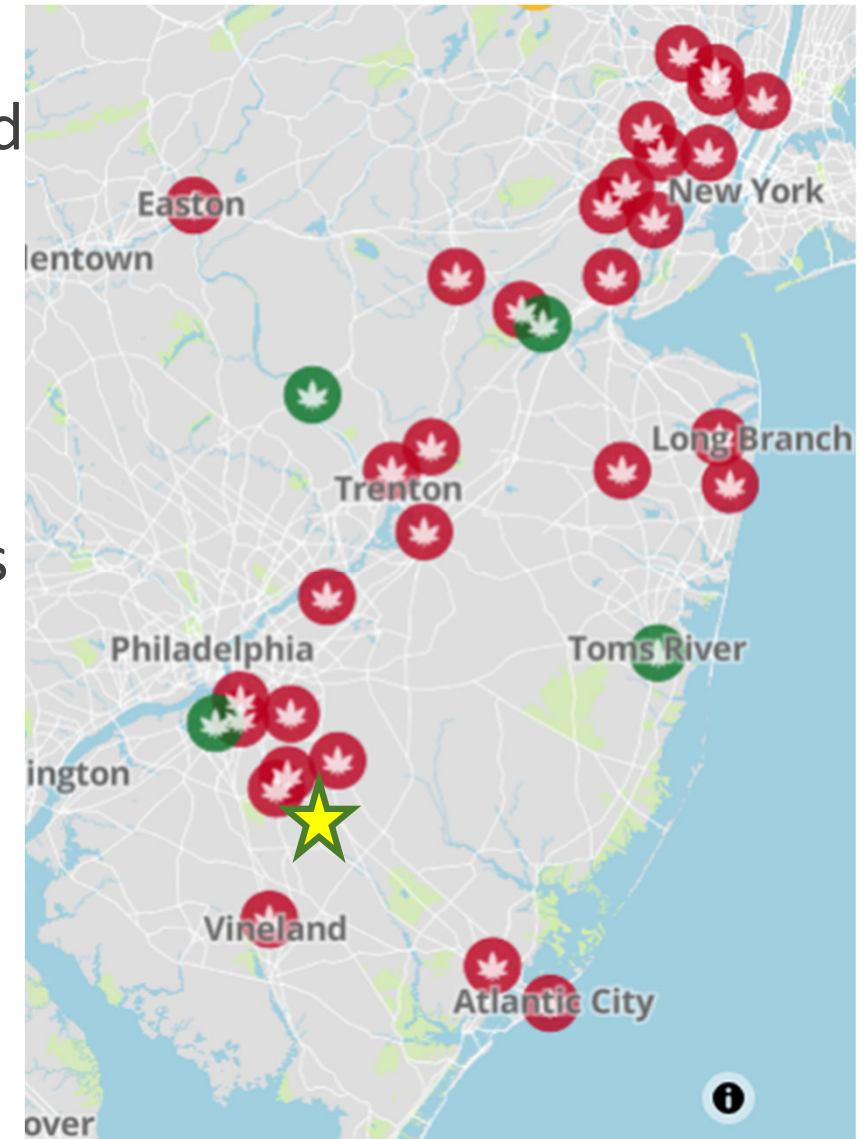 d
New York
Easton
lentown
Long Branch
Trenton
s
Philadelphia
Toms River
ington
Vineland
Atlantic City
i
over